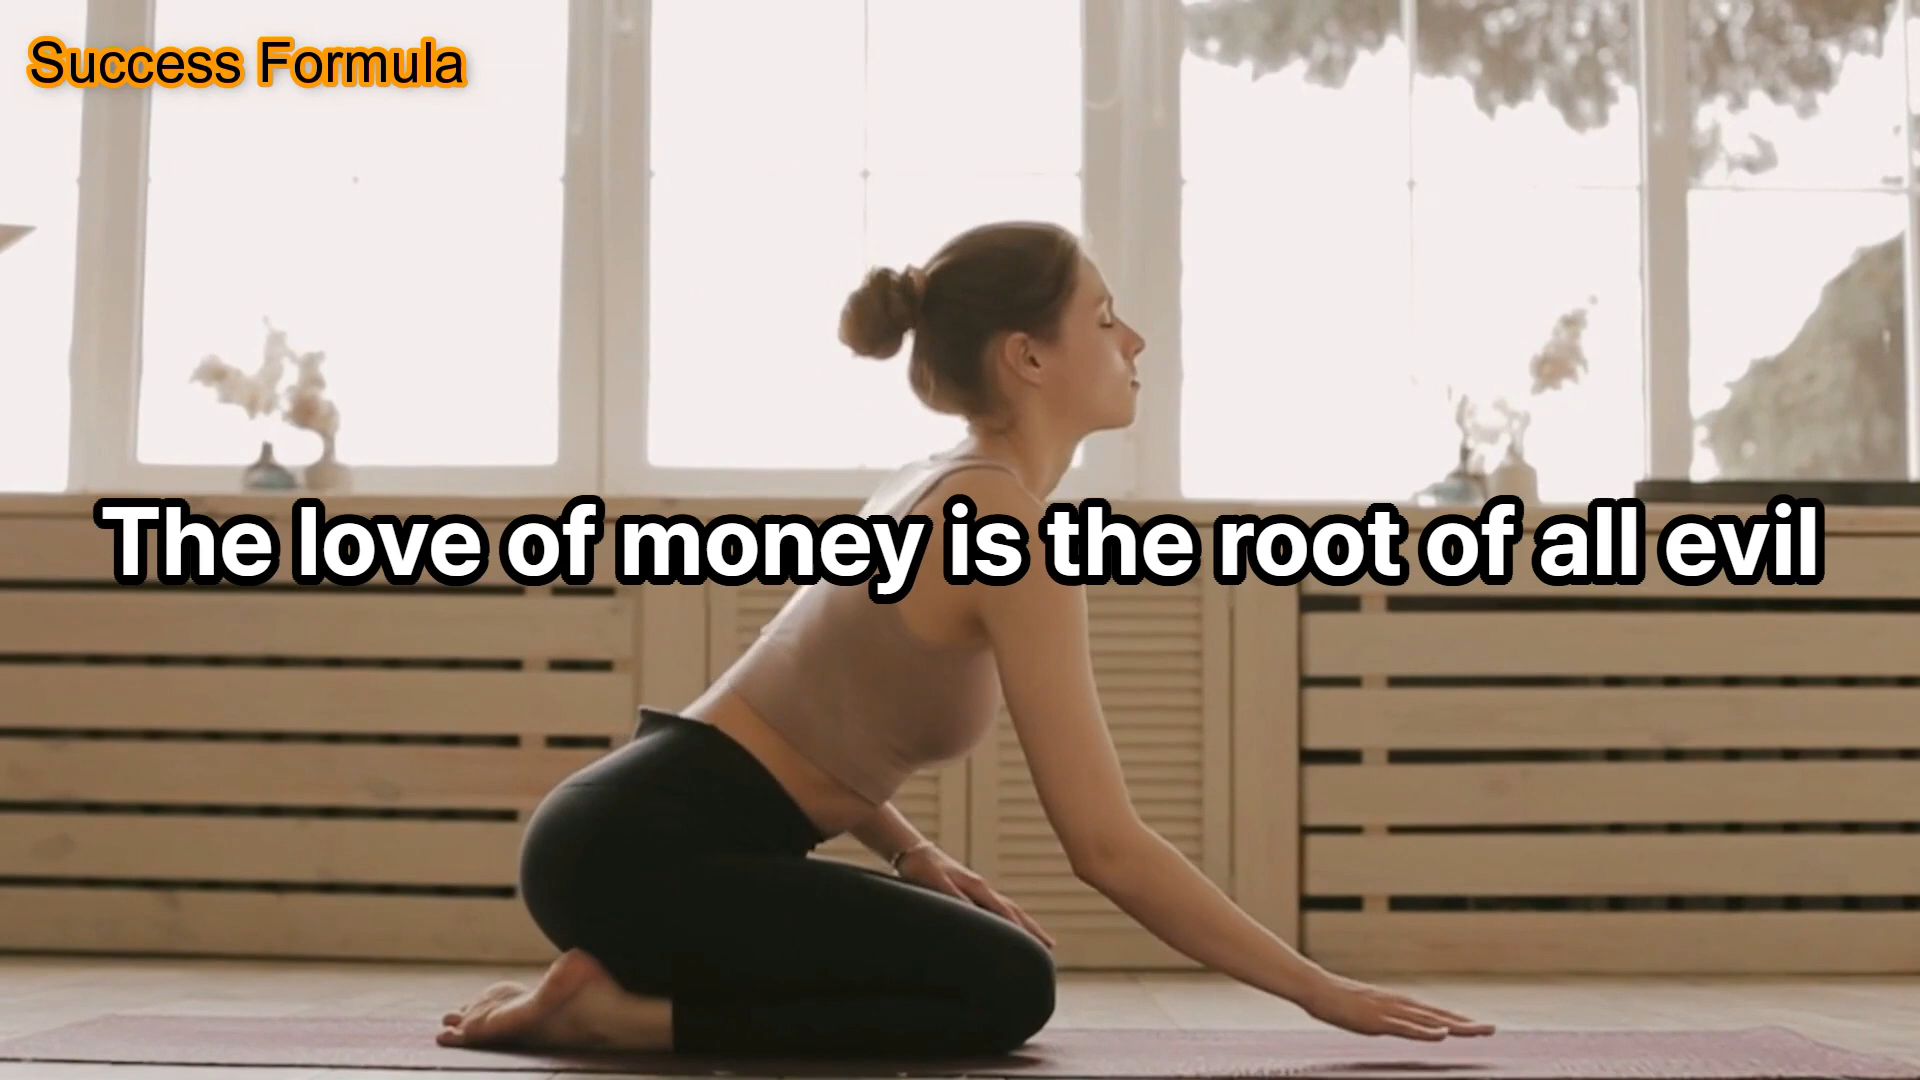 Success Formula
The love of money is the root of all evil